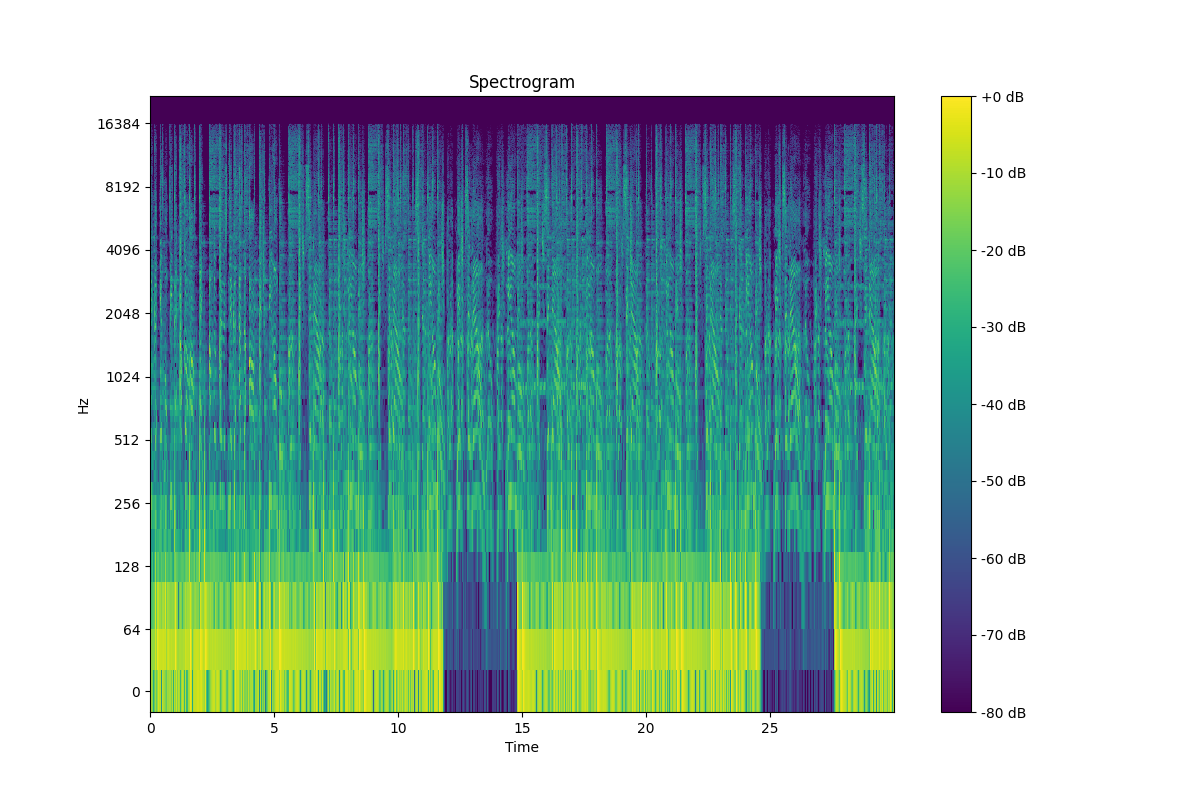 Spectrogram
16384
8192
4096
2048
1024
512
256
128
64
0
Hz
0 5 10 15 20 25
Time
+0 dB
-10 dB
-20 dB
-30 dB
-40 dB
-50 dB
-60 dB
-70 dB
-80 dB